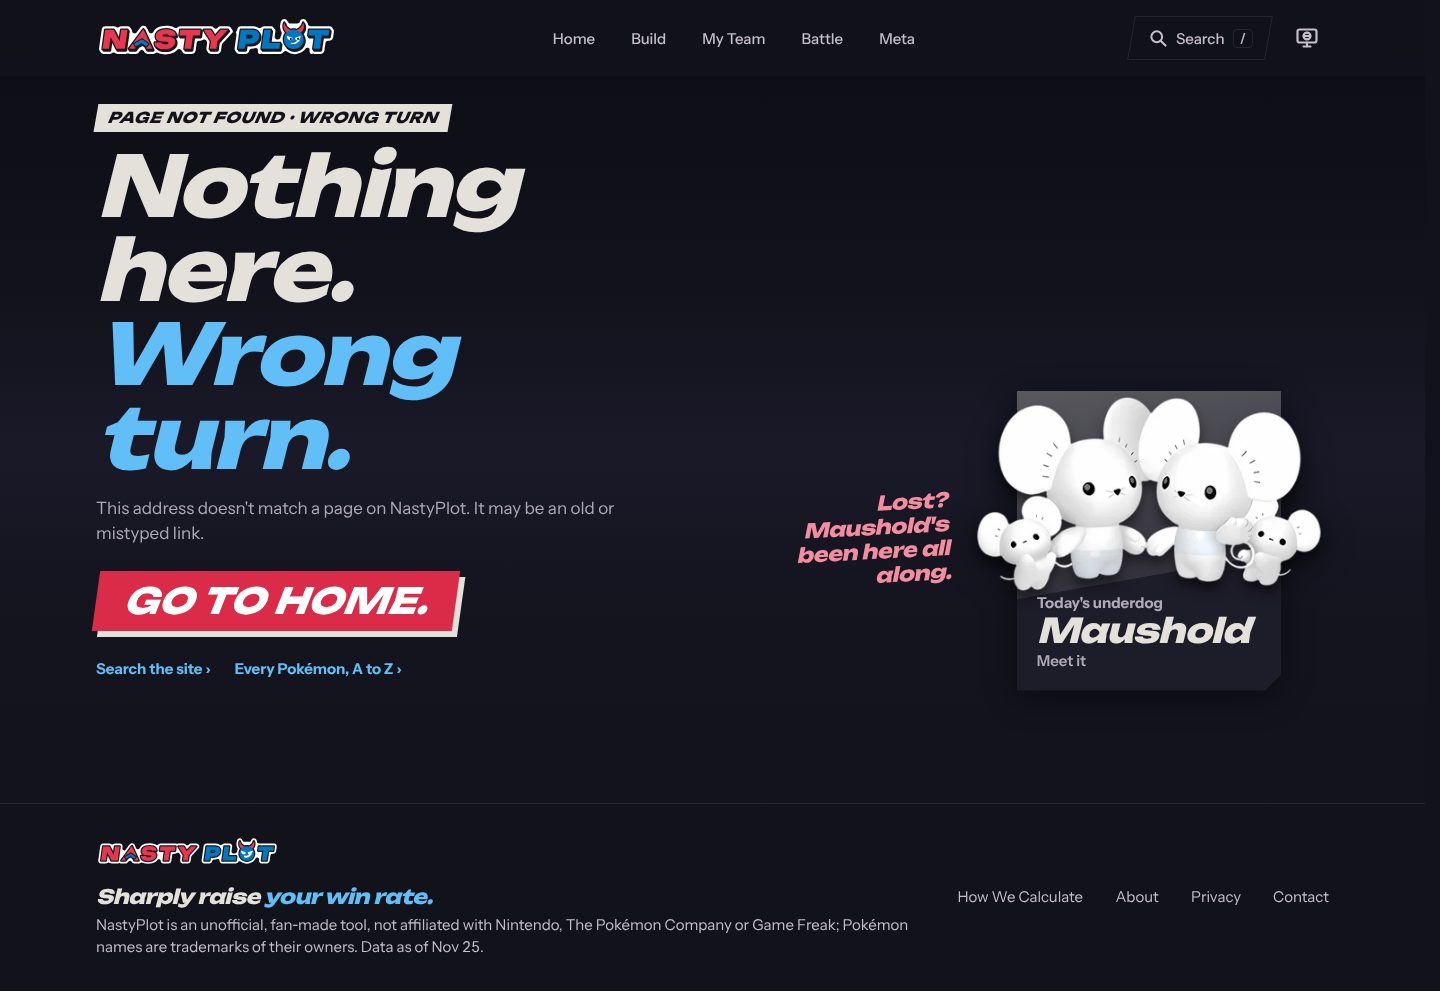 NASTY PLOT
Home
Build
My Team
Battle
Meta
Search /
PAGE NOT FOUND · WRONG TURN
Nothing
here.
Wrong
turn.
This address doesn't match a page on NastyPlot. It may be an old or
mistyped link.
GO TO HOME.
Search the site ›
Every Pokémon, A to Z ›
Lost?
Maushold's
been here all
along.
Today's underdog
Maushold
Meet it
NASTY PLOT
Sharply raise your win rate.
NastyPlot is an unofficial, fan-made tool, not affiliated with Nintendo, The Pokémon Company or Game Freak; Pokémon
names are trademarks of their owners. Data as of Nov 25.
How We Calculate
About
Privacy
Contact